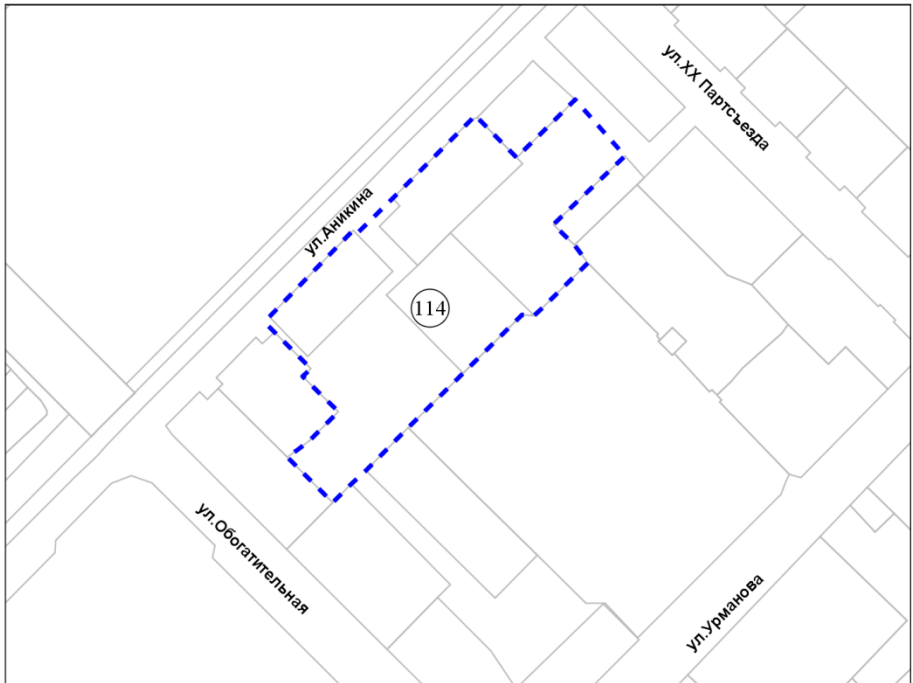 ул.XX Партсъезда
ул.Аникина
114
ул.Обогатительная
ул.Урманова